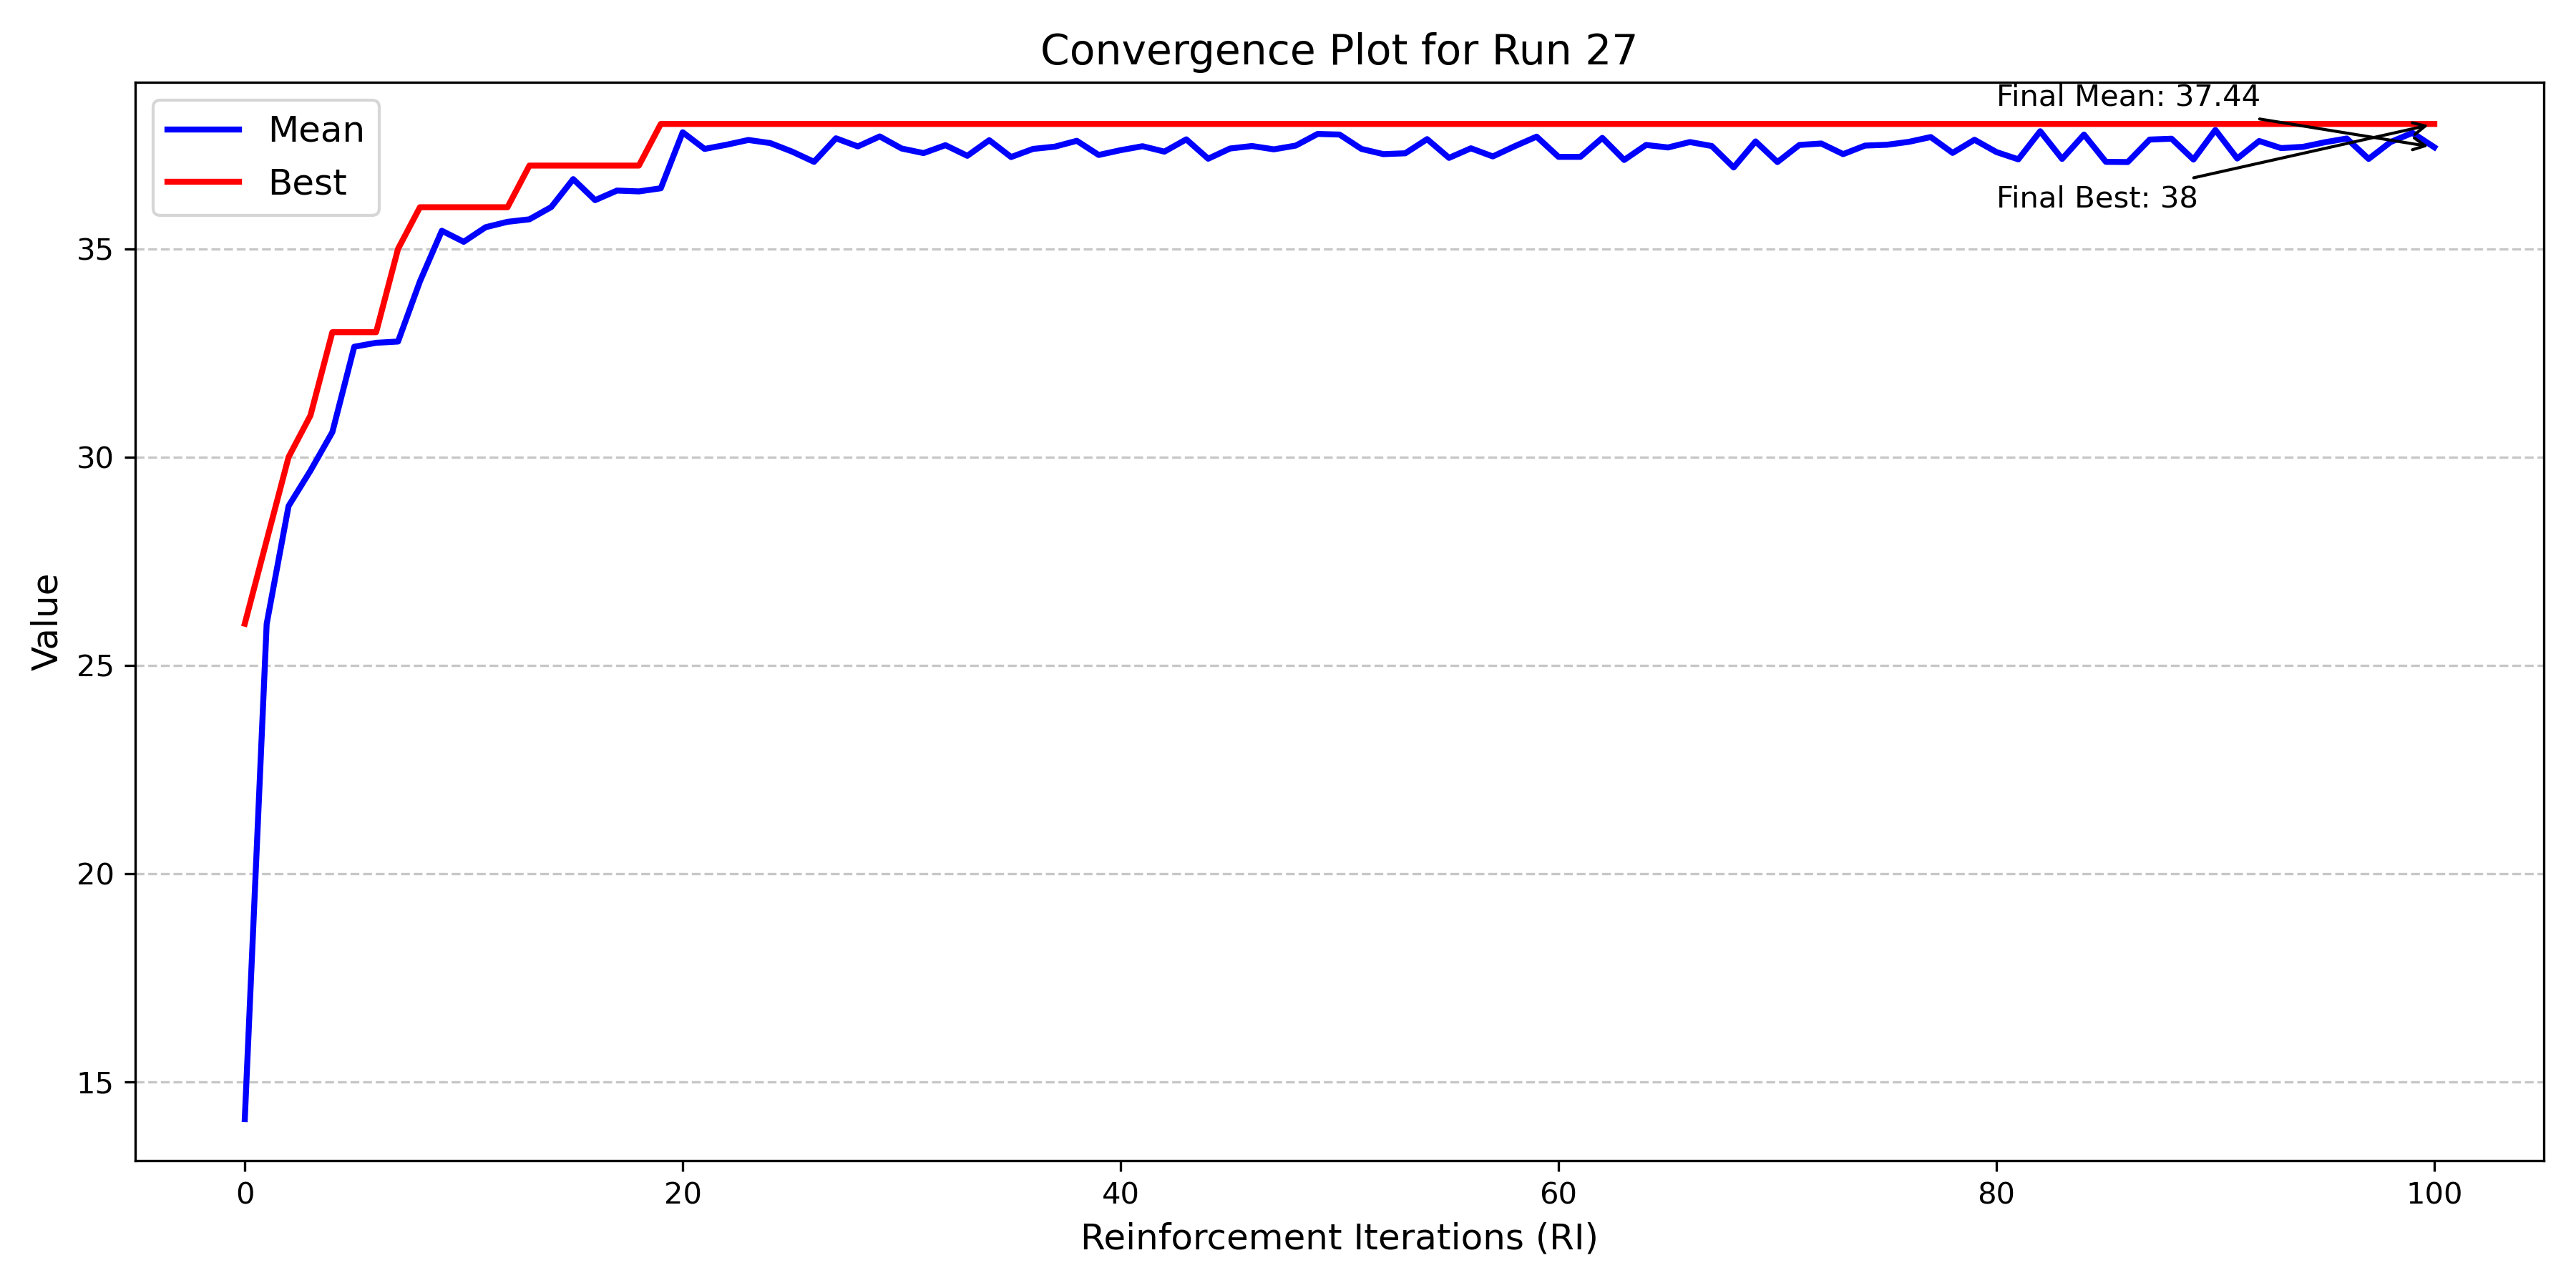 Convergence Plot for Run 27
Mean
Best
Final Mean: 37.44
Final Best: 38
Value
35
30
25
20
15
0
20
40
60
80
100
Reinforcement Iterations (RI)